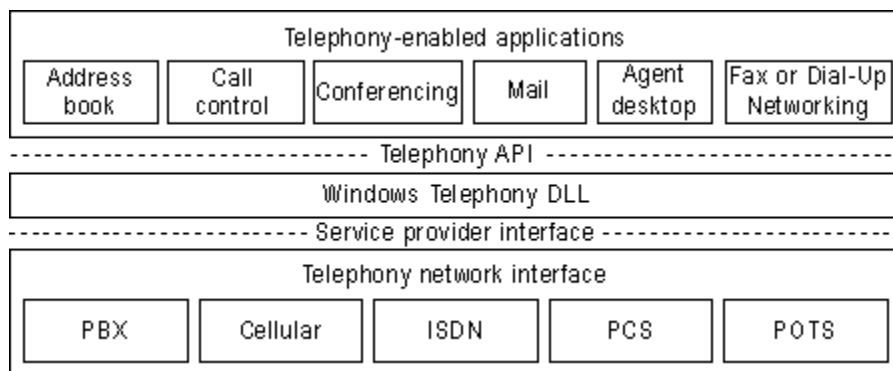 Telephony-enabled applications
Address book
Call control
Conferencing
Mail
Agent desktop
Fax or Dial-Up Networking
Telephony API
Windows Telephony DLL
Service provider interface
Telephony network interface
PBX
Cellular
ISDN
PCS
POTS